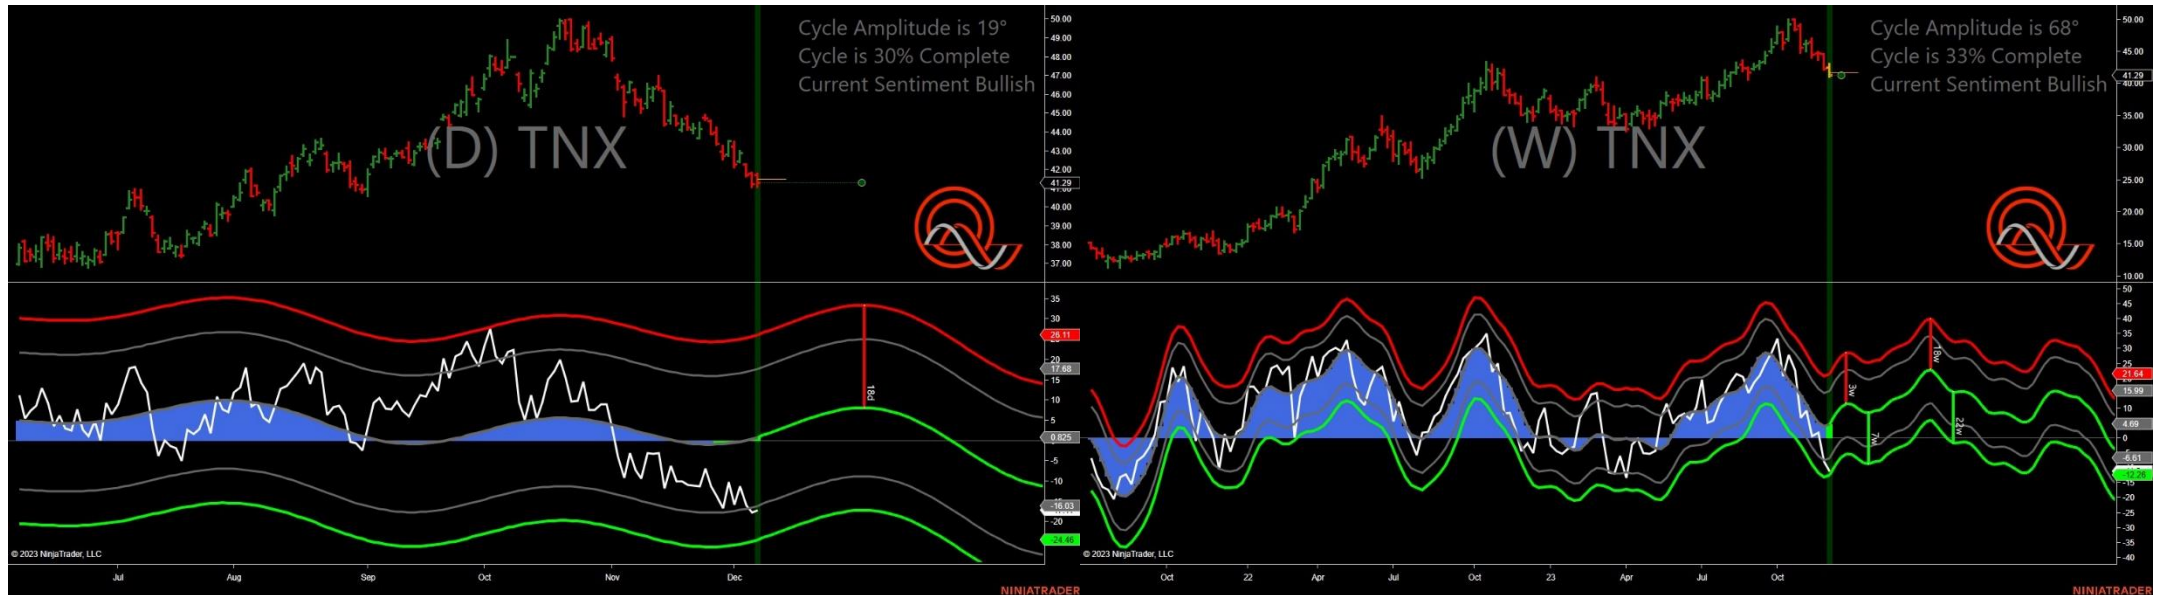 Cycle Amplitude is 19°
Cycle is 30% Complete
Current Sentiment Bullish
(D) TNX
50.00
49.00
48.00
47.00
46.00
45.00
44.00
43.00
42.00
41.29
41.00
40.00
39.00
38.00
37.00
35
30
26.11
20
17.68
15
10
5
0.825
-5
-10
-16.03
-20
-24.46
18d
© 2023 NinjaTrader, LLC
Jul
Aug
Sep
Oct
Nov
Dec
NINJATRADER
Cycle Amplitude is 68°
Cycle is 33% Complete
Current Sentiment Bullish
(W) TNX
50.00
45.00
41.29
40.00
35.00
30.00
25.00
20.00
15.00
10.00
50
45
40
35
30
25
21.64
15.99
10
4.69
0
-6.61
-12.26
-15
-20
-25
-30
-35
-40
3w
7w
18w
22w
© 2023 NinjaTrader, LLC
Oct
22
Apr
Jul
Oct
23
Apr
Jul
Oct
NINJATRADER